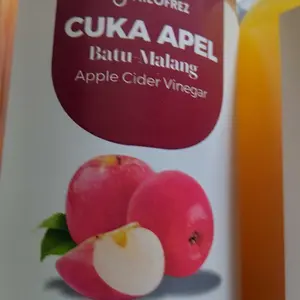 CUKA APEL
Batu-Malang
Apple Cider Vinegar